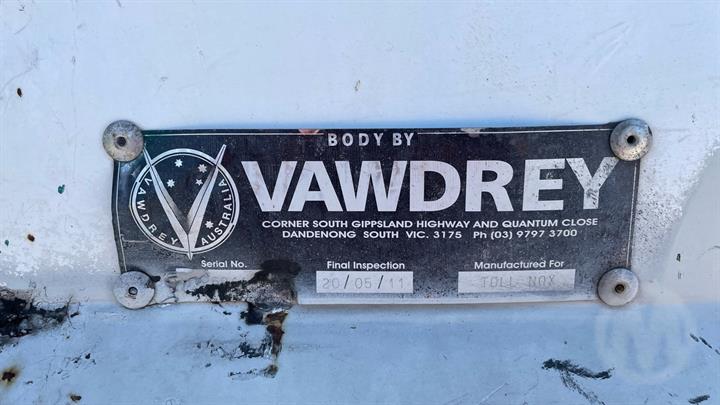 BODY BY
VAWDREY
VAWDREY AUSTRALIA
CORNER SOUTH GIPPSLAND HIGHWAY AND QUANTUM CLOSE
DANDENONG SOUTH VIC. 3175 Ph (03) 9797 3700
Serial No. Final Inspection Manufactured For
20/05/11 TOLL NQX